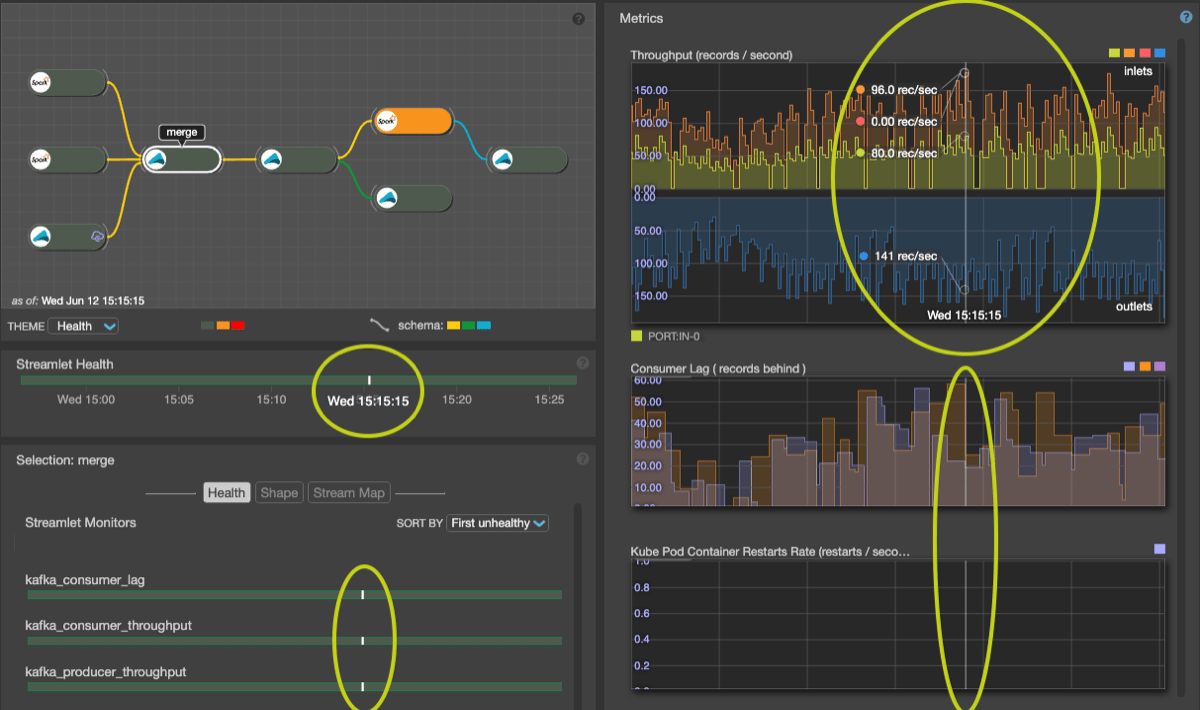 Spark
Spark
merge
Spark
as of: Wed Jun 12 15:15:15
THEME Health
schema:
Streamlet Health
Wed 15:00 15:05 15:10 Wed 15:15:15 15:20 15:25
Selection: merge
Health Shape Stream Map
Streamlet Monitors SORT BY First unhealthy
kafka_consumer_lag
kafka_consumer_throughput
kafka_producer_throughput
Metrics ?
Throughput (records / second)
inlets
150.00
100.00
50.00
0.00
96.0 rec/sec
0.00 rec/sec
80.0 rec/sec
0.00
50.00
100.00
150.00
141 rec/sec
outlets
Wed 15:15:15
PORT:IN-0
Consumer Lag ( records behind )
60.00
50.00
40.00
30.00
20.00
10.00
Kube Pod Container Restarts Rate (restarts / seco…
1.0
0.8
0.6
0.4
0.2
0.0